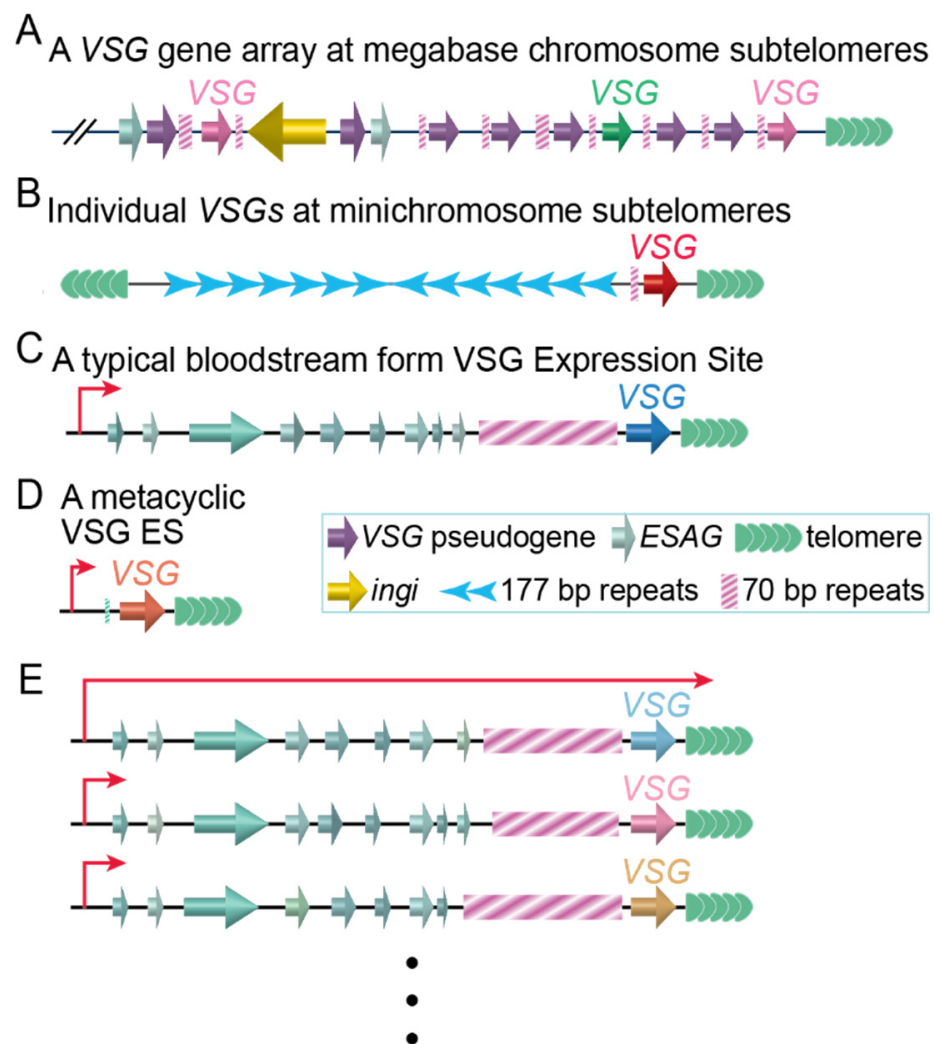 A
A VSG gene array at megabase chromosome subtelomeres
VSG VSG VSG
B
Individual VSGs at minichromosome subtelomeres
VSG
C
A typical bloodstream form VSG Expression Site
VSG
D
A metacyclic
VSG ES
VSG
VSG pseudogene ESAG telomere
ingi 177 bp repeats 70 bp repeats
E
VSG
VSG
VSG